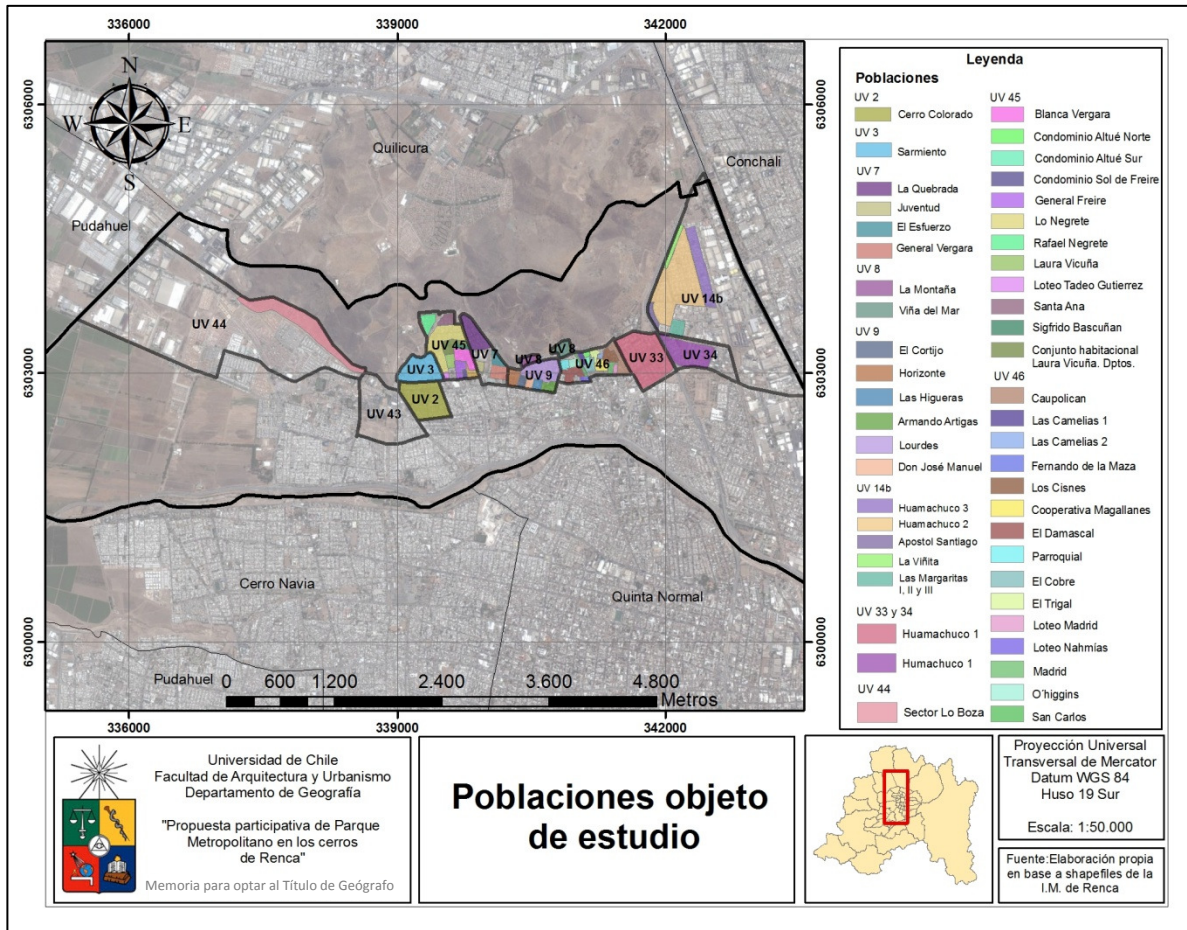 336000
339000
342000
6306000
6306000
N
W
E
S
Quilicura
Conchali
Pudahuel
UV 14b
UV 44
UV 45
UV 7
UV 8
UV 8
UV 3
UV 9
UV 46
UV 33
UV 34
6303000
6303000
UV 2
UV 43
Cerro Navia
Quinta Normal
6300000
6300000
Pudahuel
0
600
1.200
2.400
3.600
4.800
Metros
336000
339000
342000
Leyenda
Poblaciones
UV 2
Cerro Colorado
UV 3
Sarmiento
UV 7
La Quebrada
Juventud
El Esfuerzo
General Vergara
UV 8
La Montaña
Viña del Mar
UV 9
El Cortijo
Horizonte
Las Higueras
Armando Artigas
Lourdes
Don José Manuel
UV 14b
Huamachuco 3
Huamachuco 2
Apostol Santiago
La Viñita
Las Margaritas
I, II y III
UV 33 y 34
Huamachuco 1
Humachuco 1
UV 44
Sector Lo Boza
UV 45
Blanca Vergara
Condominio Altué Norte
Condominio Altué Sur
Condominio Sol de Freire
General Freire
Lo Negrete
Rafael Negrete
Laura Vicuña
Loteo Tadeo Gutierrez
Santa Ana
Sigfrido Bascuñan
Conjunto habitacional
Laura Vicuña. Dptos.
UV 46
Caupolican
Las Camelias 1
Las Camelias 2
Fernando de la Maza
Los Cisnes
Cooperativa Magallanes
El Damascal
Parroquial
El Cobre
El Trigal
Loteo Madrid
Loteo Nahmías
Madrid
O´higgins
San Carlos
Universidad de Chile
Facultad de Arquitectura y Urbanismo
Departamento de Geografía
"Propuesta participativa de Parque
Metropolitano en los cerros
de Renca"
Memoria para optar al Título de Geógrafo
Poblaciones objeto
de estudio
Proyección Universal
Transversal de Mercator
Datum WGS 84
Huso 19 Sur
Escala: 1:50.000
Fuente:Elaboración propia
en base a shapefiles de la
I.M. de Renca